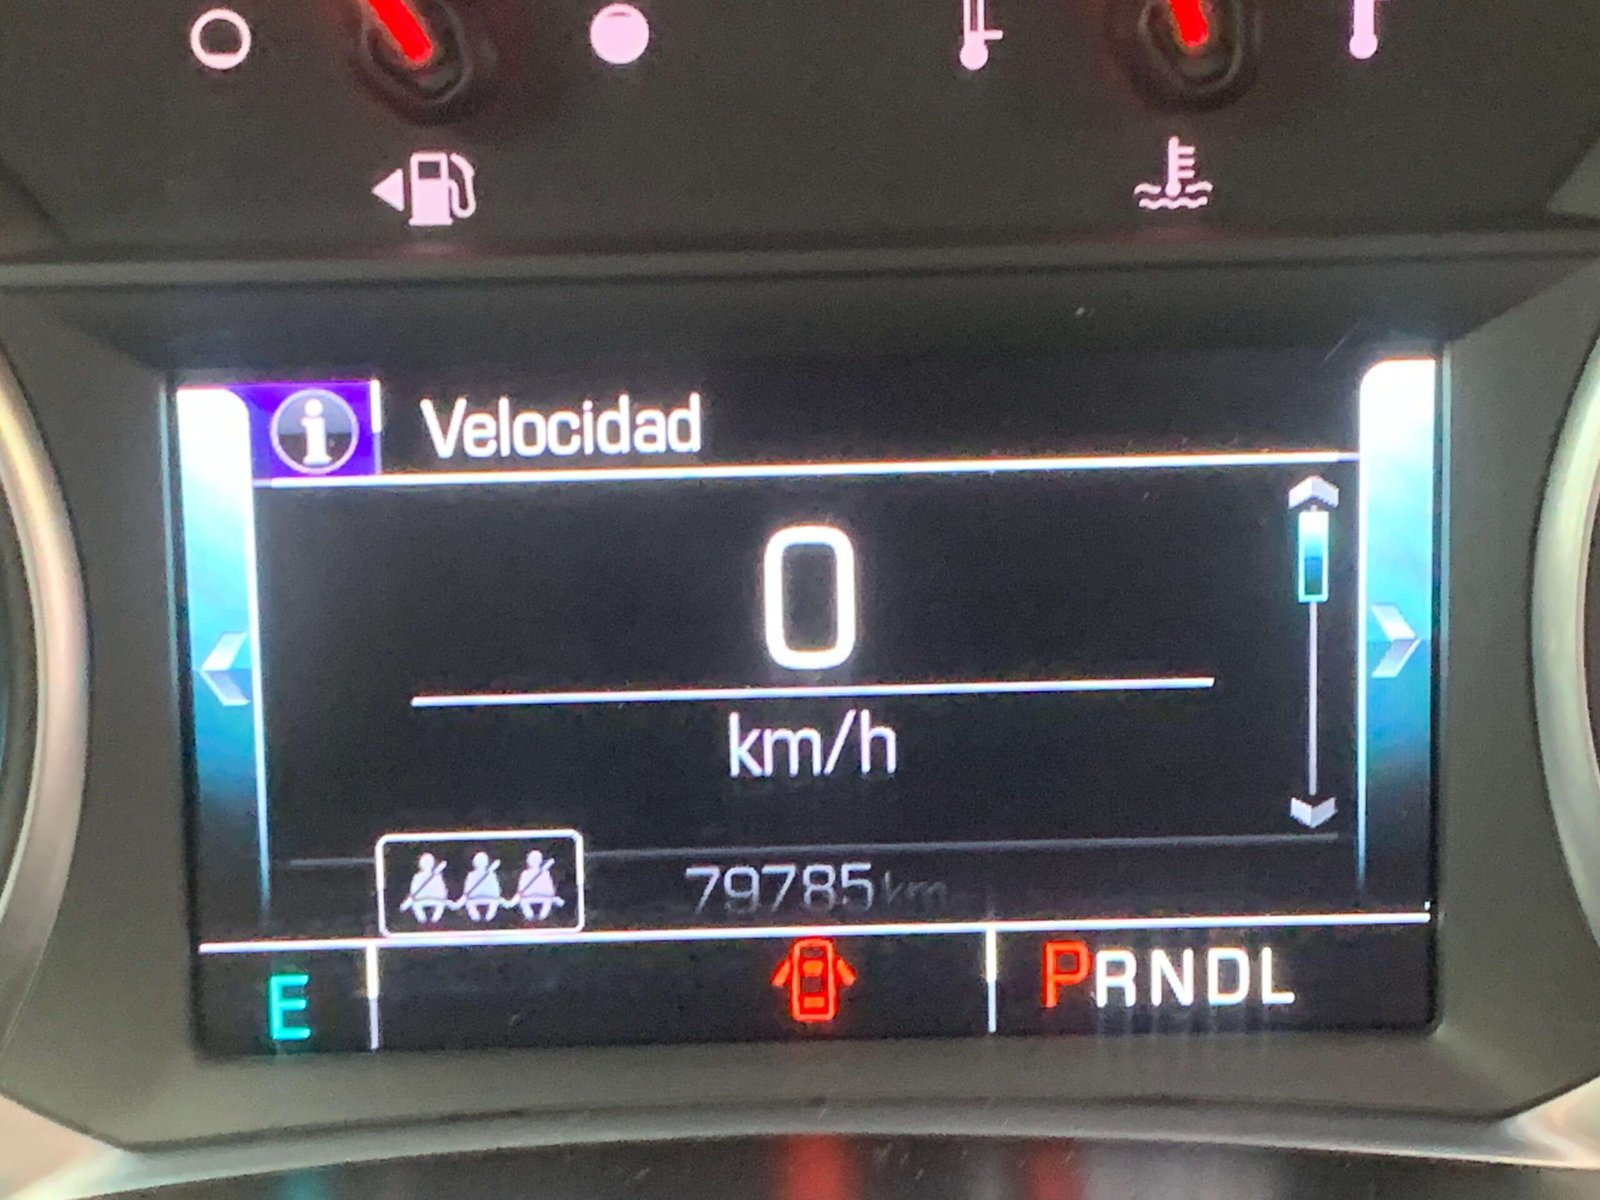 i Velocidad
0
km/h
79785 km
E PRNDL